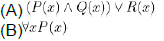 (A) (P(x) ∧ Q(x)) ∨ R(x)
(B) ∀xP(x)